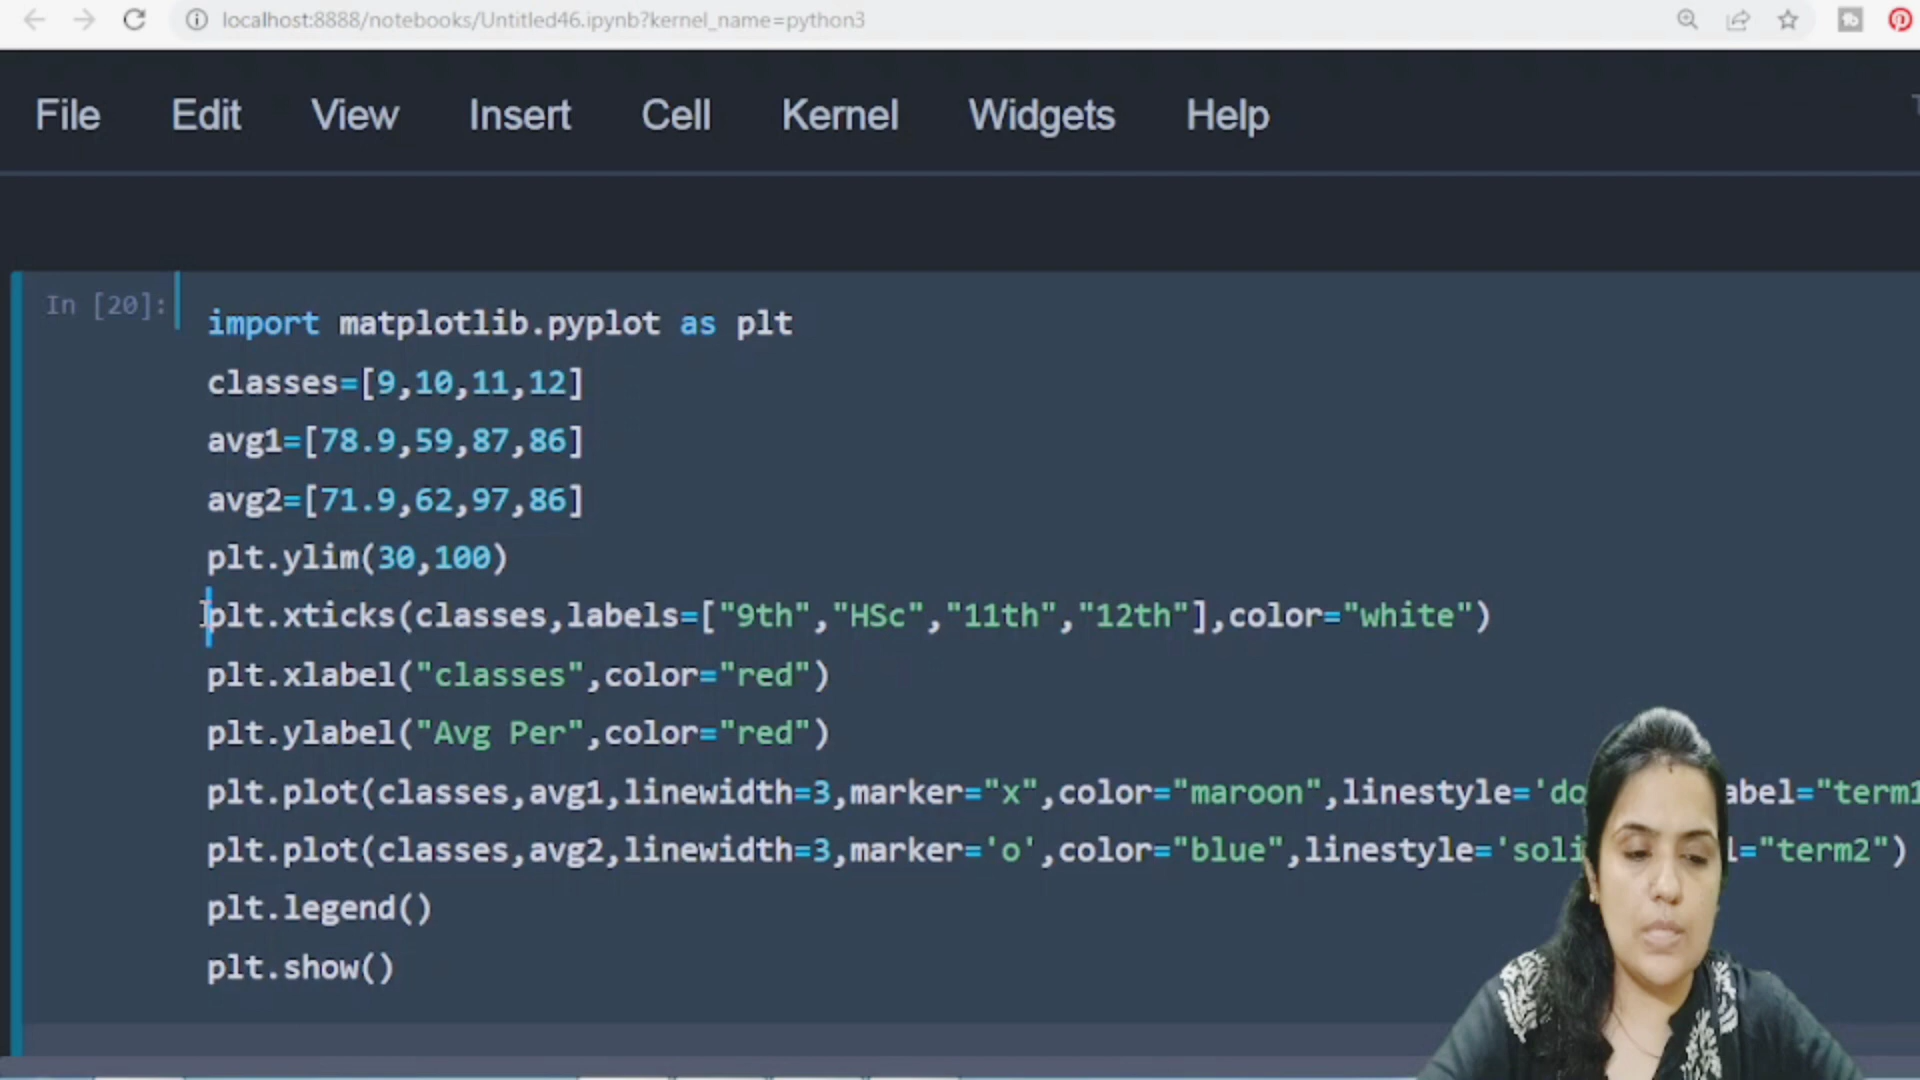 localhost:8888/notebooks/Untitled46.ipynb?kernel_name=python3
File Edit View Insert Cell Kernel Widgets Help
In [20]:
import matplotlib.pyplot as plt
classes=[9,10,11,12]
avg1=[78.9,59,87,86]
avg2=[71.9,62,97,86]
plt.ylim(30,100)
plt.xticks(classes,labels=["9th","HSc","11th","12th"],color="white")
plt.xlabel("classes",color="red")
plt.ylabel("Avg Per",color="red")
plt.plot(classes,avg1,linewidth=3,marker="x",color="maroon",linestyle='do abel="term1
plt.plot(classes,avg2,linewidth=3,marker='o',color="blue",linestyle='soli l="term2")
plt.legend()
plt.show()